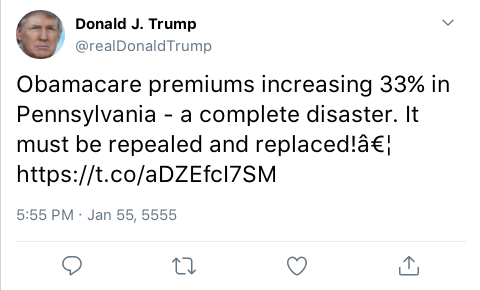 Donald J. Trump
@realDonaldTrump
Obamacare premiums increasing 33% in
Pennsylvania - a complete disaster. It
must be repealed and replaced!â€¦
https://t.co/aDZEfcI7SM
5:55 PM · Jan 55, 5555